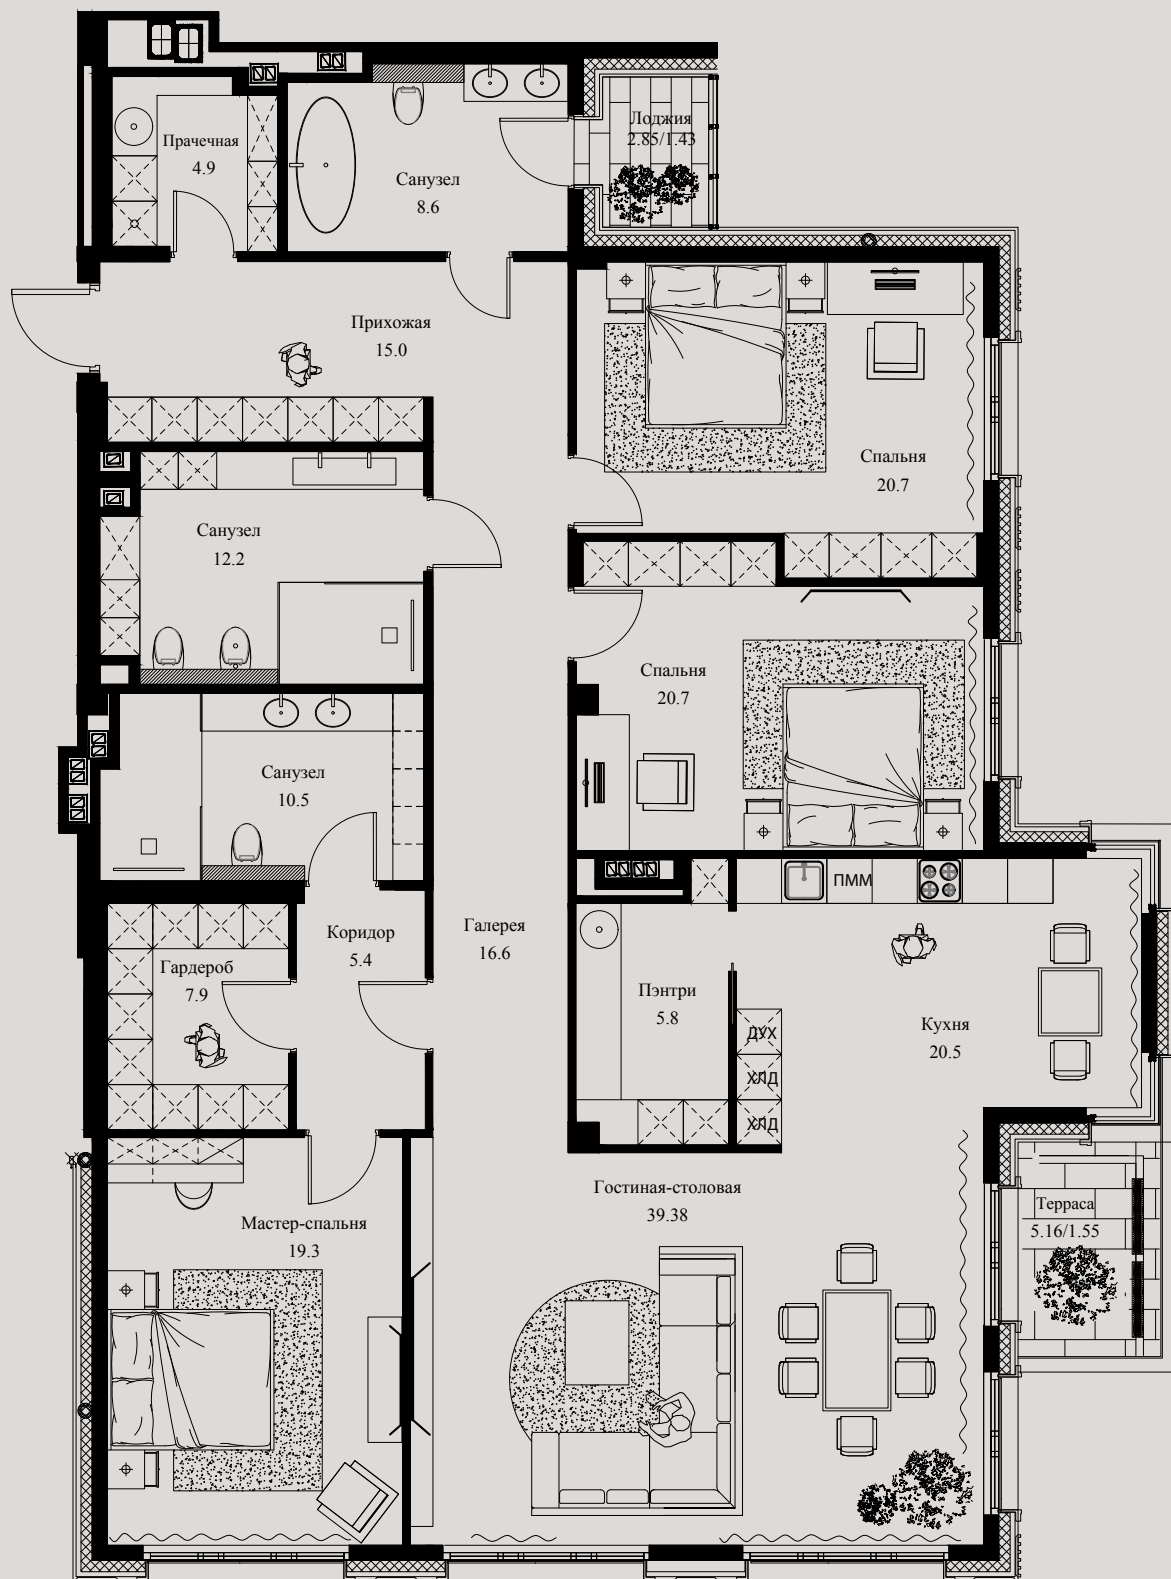 Лоджия
2.85/1.43
Прачечная
4.9
Санузел
8.6
Прихожая
15.0
Спальня
20.7
Санузел
12.2
Спальня
20.7
Санузел
10.5
ПММ
Галерея
16.6
Коридор
5.4
Гардероб
7.9
Пэнтри
5.8
Кухня
20.5
ДУХ
ХЛД
ХЛД
Гостиная-столовая
39.38
Терраса
5.16/1.55
Мастер-спальня
19.3